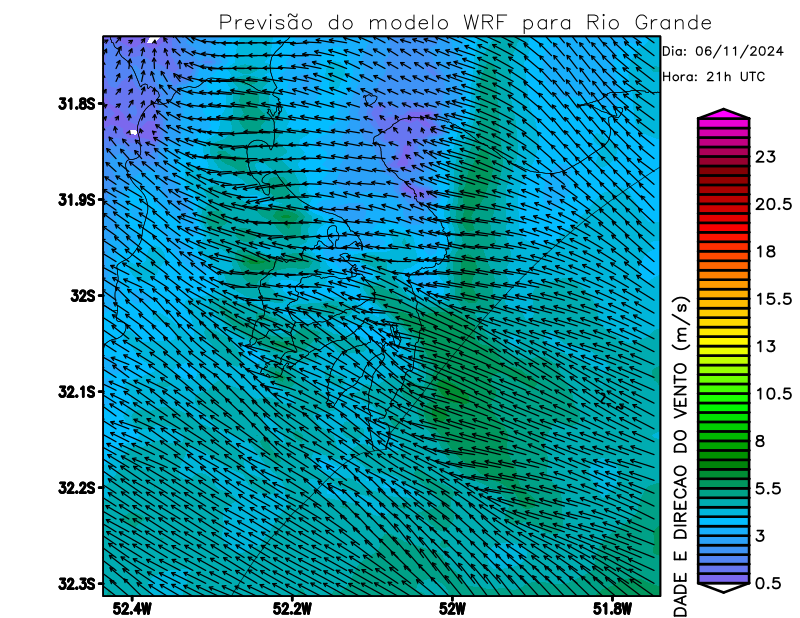 Previsão do modelo WRF para Rio Grande
Dia: 06/11/2024
Hora: 21h UTC
31.8S
31.9S
32S
32.1S
32.2S
32.3S
52.4W
52.2W
52W
51.8W
23
20.5
18
15.5
13
10.5
8
5.5
3
0.5
DADE E DIRECAO DO VENTO (m/s)